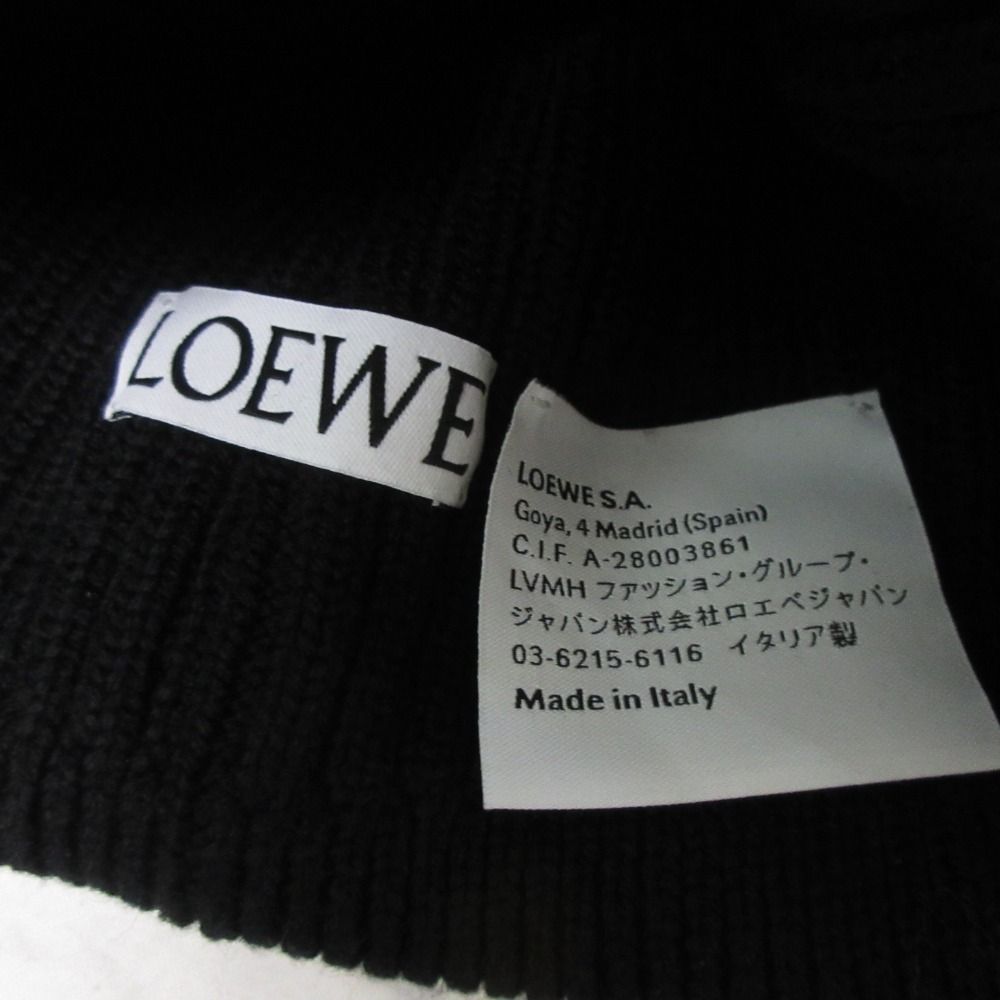 LOEWE
LOEWE S.A.
Goya, 4 Madrid (Spain)
C.I.F. A-28003861
LVMH ファッション・グループ・
ジャパン株式会社ロエベジャパン
03-6215-6116 イタリア製
Made in Italy